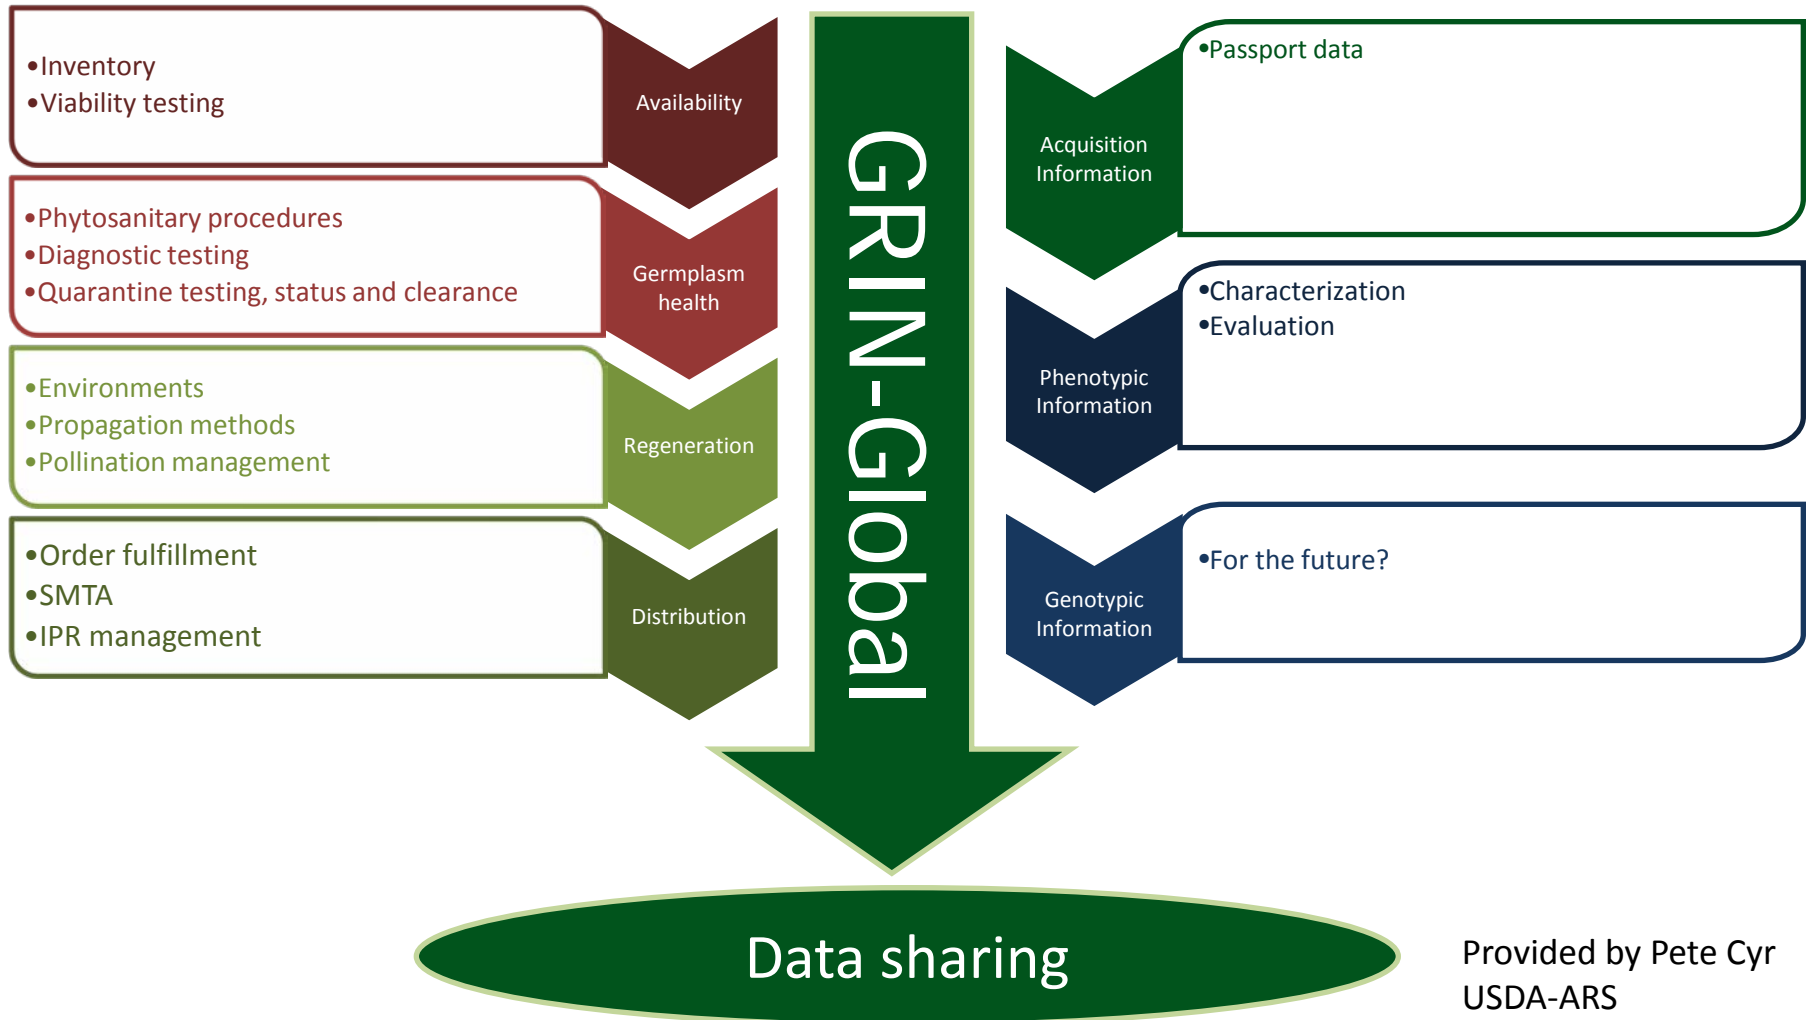 •Inventory
•Viability testing
Availability
•Phytosanitary procedures
•Diagnostic testing
•Quarantine testing, status and clearance
Germplasm
health
•Environments
•Propagation methods
•Pollination management
Regeneration
•Order fulfillment
•SMTA
•IPR management
Distribution
GRIN-Global
Acquisition
Information
•Passport data
Phenotypic
Information
•Characterization
•Evaluation
Genotypic
Information
•For the future?
Data sharing
Provided by Pete Cyr
USDA-ARS